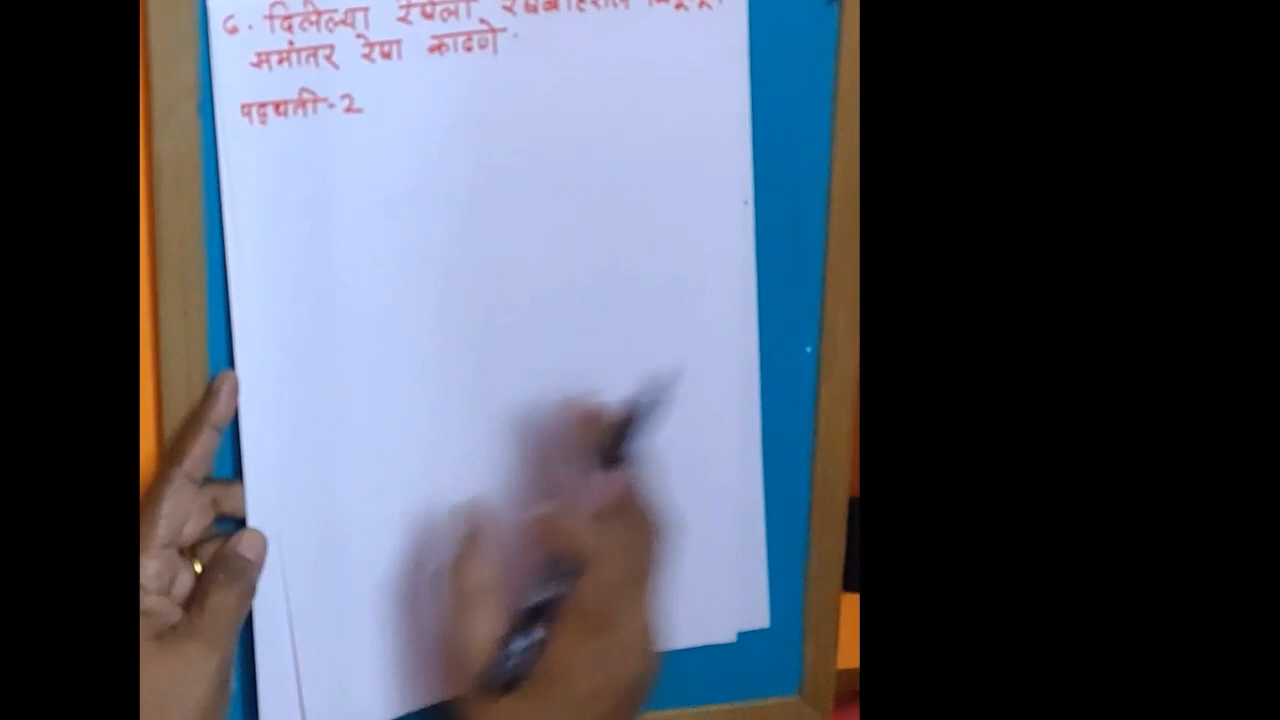 6. दिलेल्या रेषेला
समांतर रेषा काढणे.
पद्धती-2